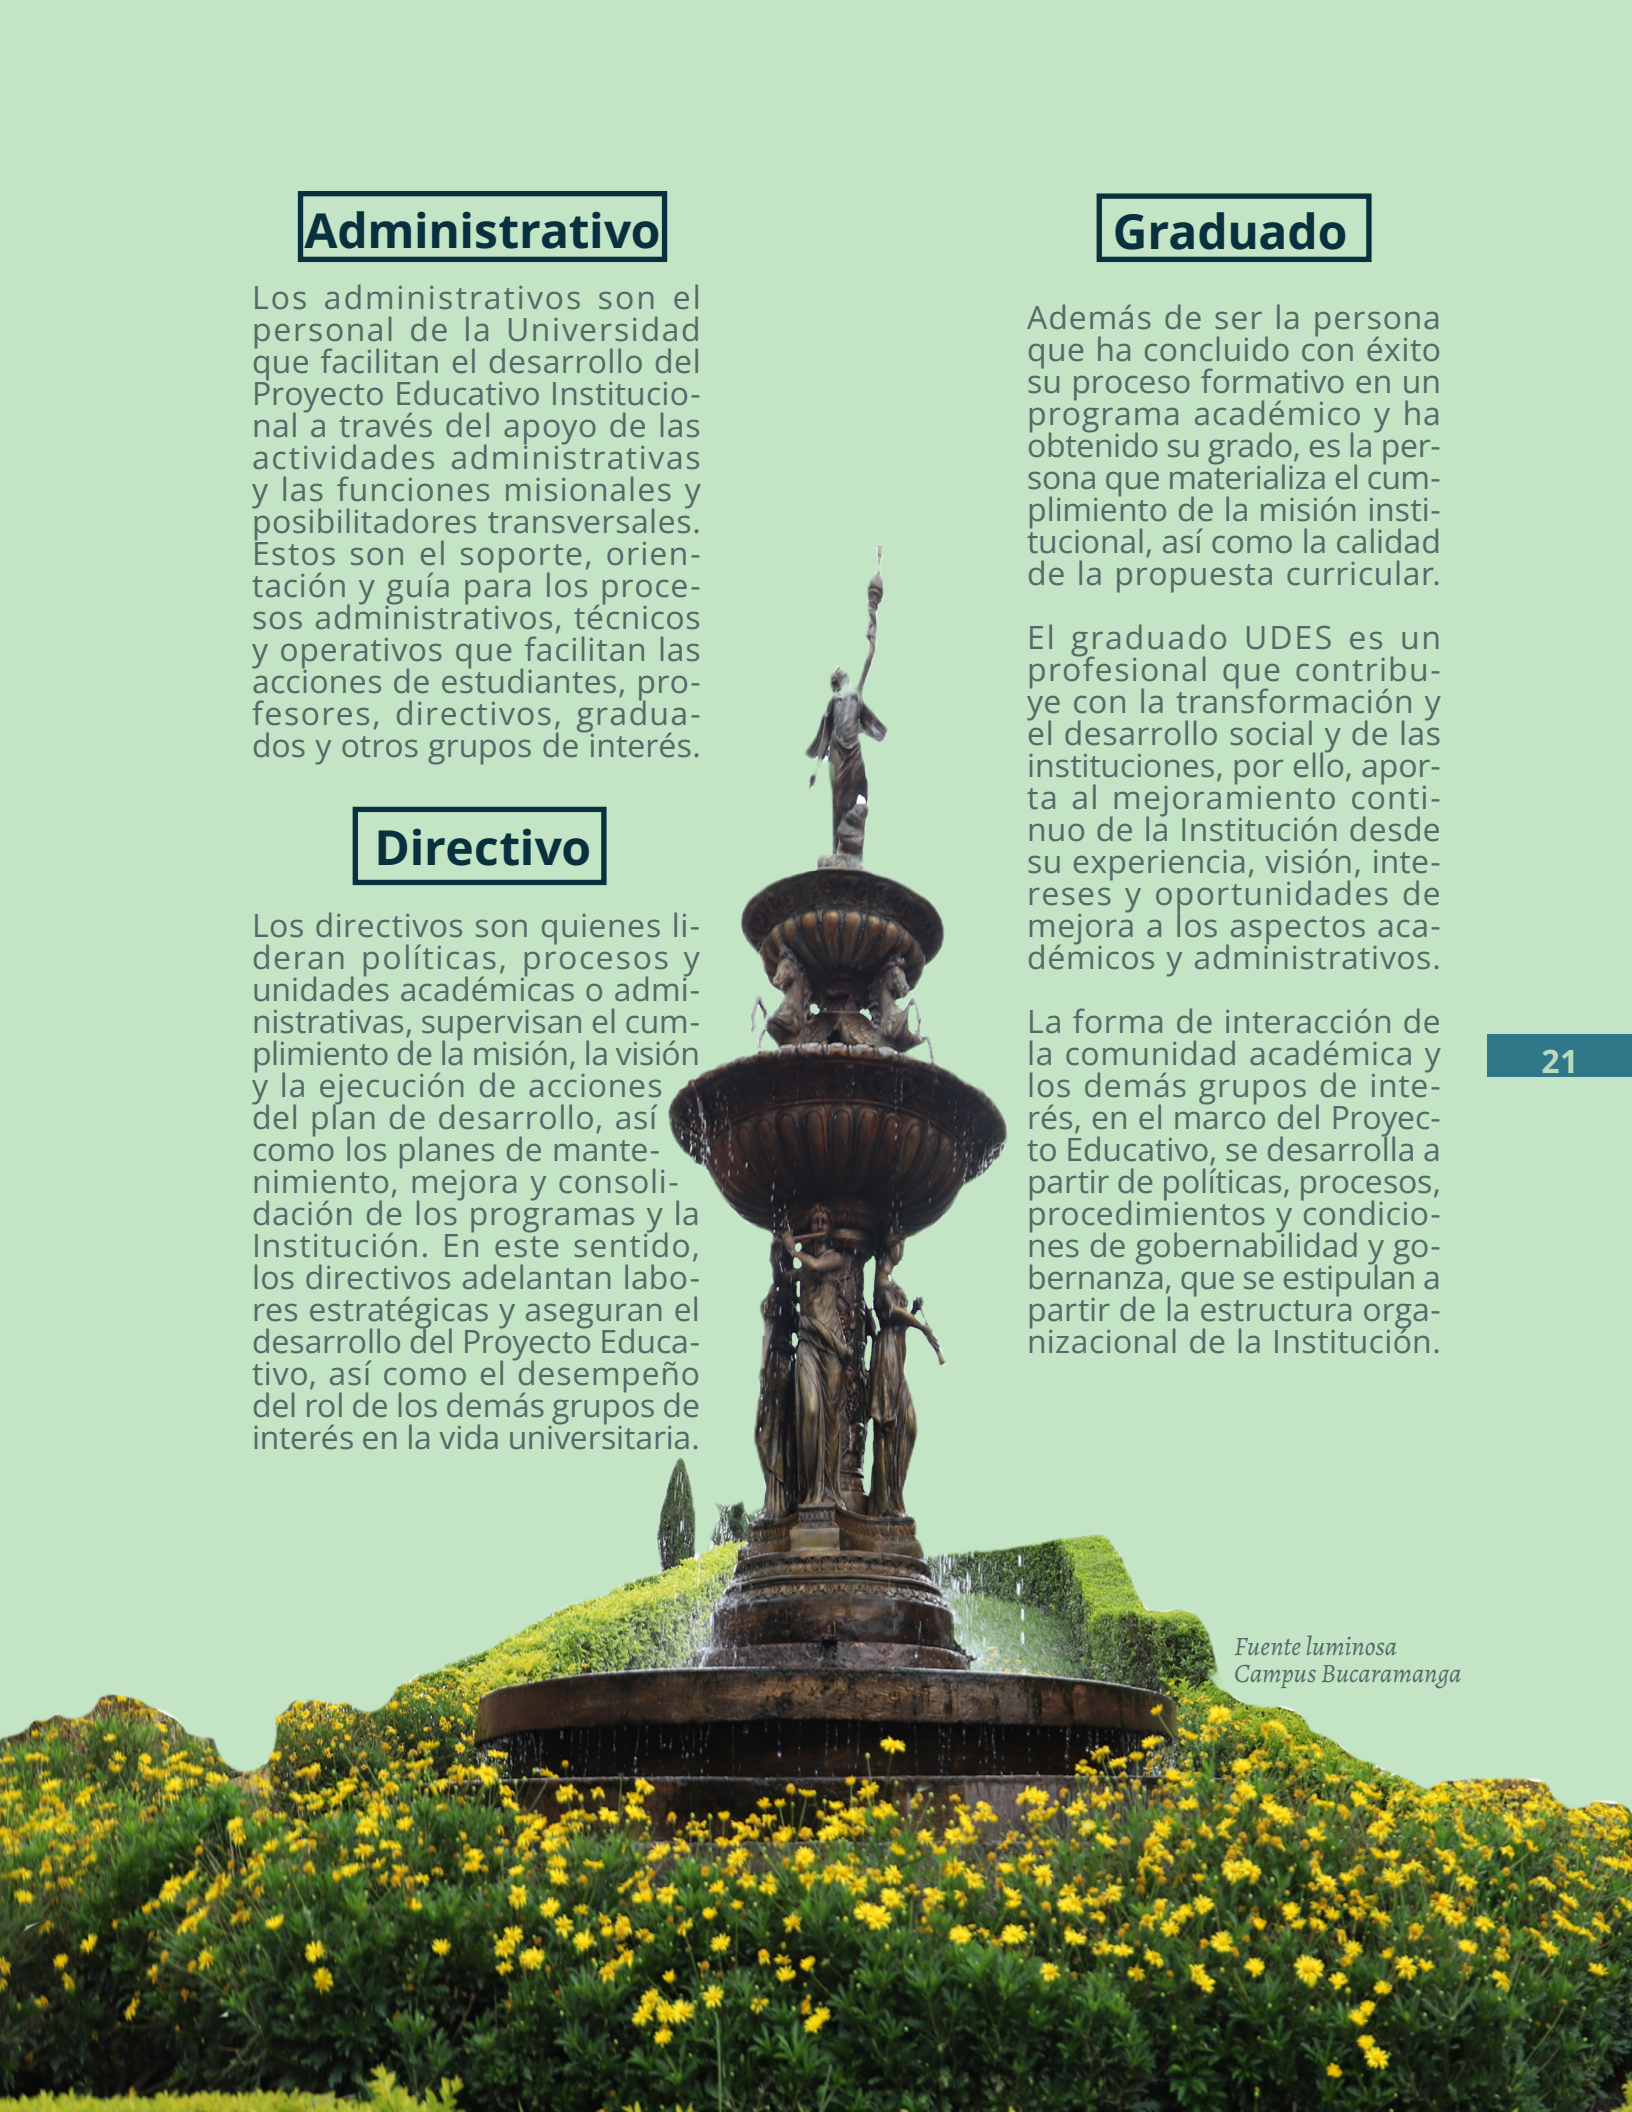 Administrativo
Los administrativos son el
personal de la Universidad
que facilitan el desarrollo del
Proyecto Educativo Institucio-
nal a través del apoyo de las
actividades administrativas
y las funciones misionales y
posibilitadores transversales.
Estos son el soporte, orien-
tación y guía para los proce-
sos administrativos, técnicos
y operativos que facilitan las
acciones de estudiantes, pro-
fesores, directivos, gradua-
dos y otros grupos de interés.
Directivo
Los directivos son quienes li-
deran políticas, procesos y
unidades académicas o admi-
nistrativas, supervisan el cum-
plimiento de la misión, la visión
y la ejecución de acciones
del plan de desarrollo, así
como los planes de mante-
nimiento, mejora y consoli-
dación de los programas y la
Institución. En este sentido,
los directivos adelantan labo-
res estratégicas y aseguran el
desarrollo del Proyecto Educa-
tivo, así como el desempeño
del rol de los demás grupos de
interés en la vida universitaria.
Graduado
Además de ser la persona
que ha concluido con éxito
su proceso formativo en un
programa académico y ha
obtenido su grado, es la per-
sona que materializa el cum-
plimiento de la misión insti-
tucional, así como la calidad
de la propuesta curricular.
El graduado UDES es un
profesional que contribu-
ye con la transformación y
el desarrollo social y de las
instituciones, por ello, apor-
ta al mejoramiento conti-
nuo de la Institución desde
su experiencia, visión, inte-
reses y oportunidades de
mejora a los aspectos aca-
démicos y administrativos.
La forma de interacción de
la comunidad académica y
los demás grupos de inte-
rés, en el marco del Proyec-
to Educativo, se desarrolla a
partir de políticas, procesos,
procedimientos y condicio-
nes de gobernabilidad y go-
bernanza, que se estipulan a
partir de la estructura orga-
nizacional de la Institución.
21
Fuente luminosa
Campus Bucaramanga